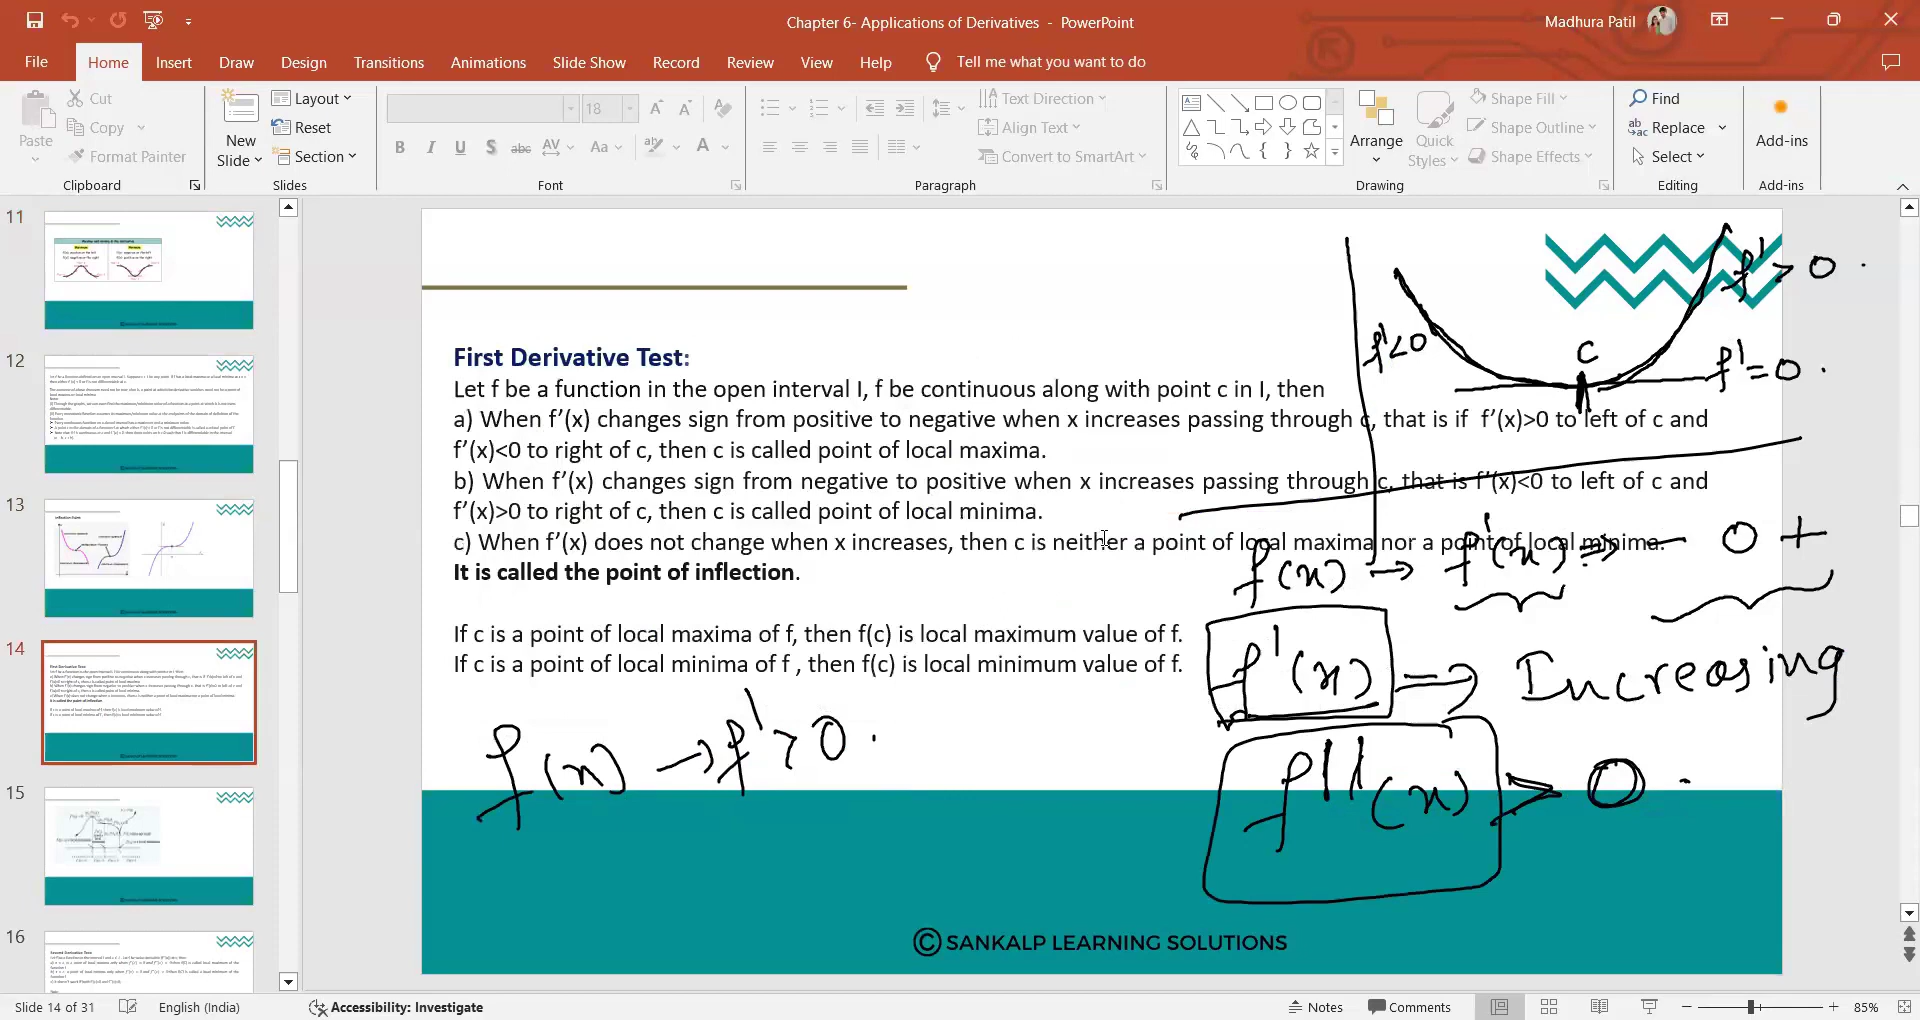 Chapter 6- Applications of Derivatives - PowerPoint
Madhura Patil
File Home Insert Draw Design Transitions Animations Slide Show Record Review View Help Tell me what you want to do
Paste
Cut
Copy
Format Painter
Clipboard
New Slide
Layout
Reset
Section
Slides
18
B I U S abc AV Aa A
Font
Text Direction
Align Text
Convert to SmartArt
Paragraph
Arrange
Quick Styles
Shape Fill
Shape Outline
Shape Effects
Drawing
Find
Replace
Select
Editing
Add-ins
Add-ins
11
12
13
14
15
16
f' > 0 .
f' < 0
C
f' = 0 .
First Derivative Test:
Let f be a function in the open interval I, f be continuous along with point c in I, then
a) When f’(x) changes sign from positive to negative when x increases passing through c, that is if f’(x)>0 to left of c and
f’(x)<0 to right of c, then c is called point of local maxima.
b) When f’(x) changes sign from negative to positive when x increases passing through c, that is f’(x)<0 to left of c and
f’(x)>0 to right of c, then c is called point of local minima.
c) When f’(x) does not change when x increases, then c is neither a point of local maxima nor a point of local minima.
It is called the point of inflection.
f(x) → f'(x) ⇒ - 0 +
If c is a point of local maxima of f, then f(c) is local maximum value of f.
If c is a point of local minima of f , then f(c) is local minimum value of f.
f'(x) ⇒ Increasing
f(x) → f' > 0 .
f''(x) > 0 .
© SANKALP LEARNING SOLUTIONS
Slide 14 of 31 English (India) Accessibility: Investigate Notes Comments 85%